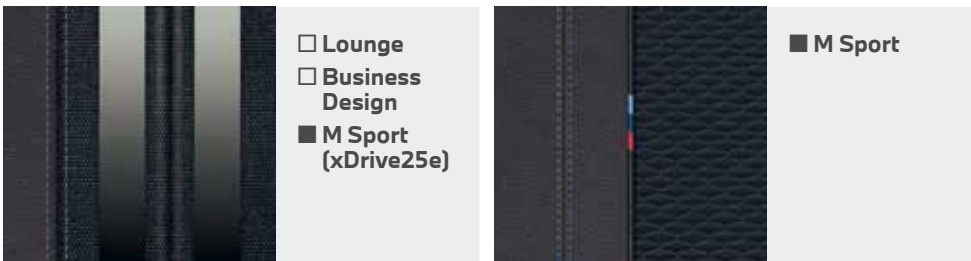 □ Lounge
□ Business
Design
■ M Sport
(xDrive25e)
■ M Sport